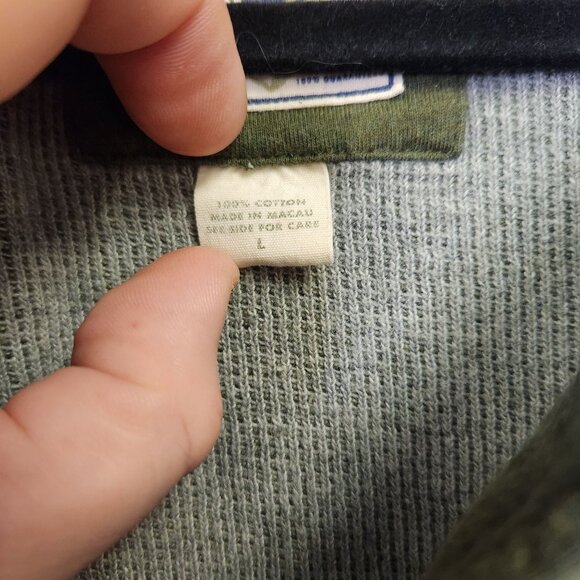 100% COTTON
MADE IN MACAU
SEE SIDE FOR CARE
L